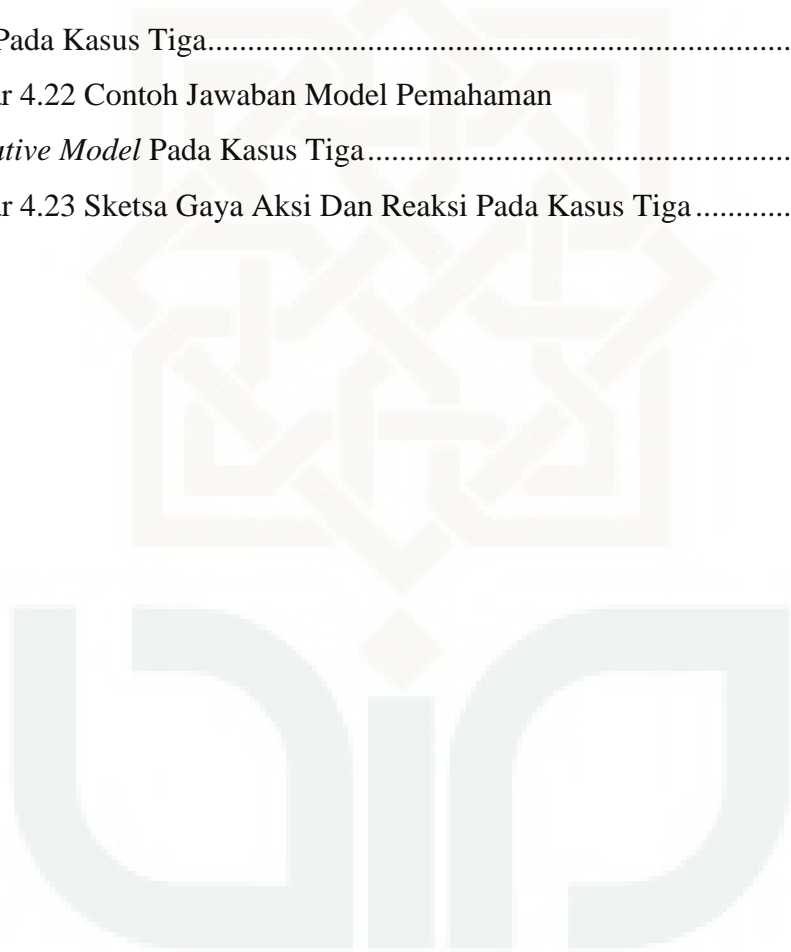 Pada Kasus Tiga........................................................................
r 4.22 Contoh Jawaban Model Pemahaman
ative Model Pada Kasus Tiga....................................................
r 4.23 Sketsa Gaya Aksi Dan Reaksi Pada Kasus Tiga............